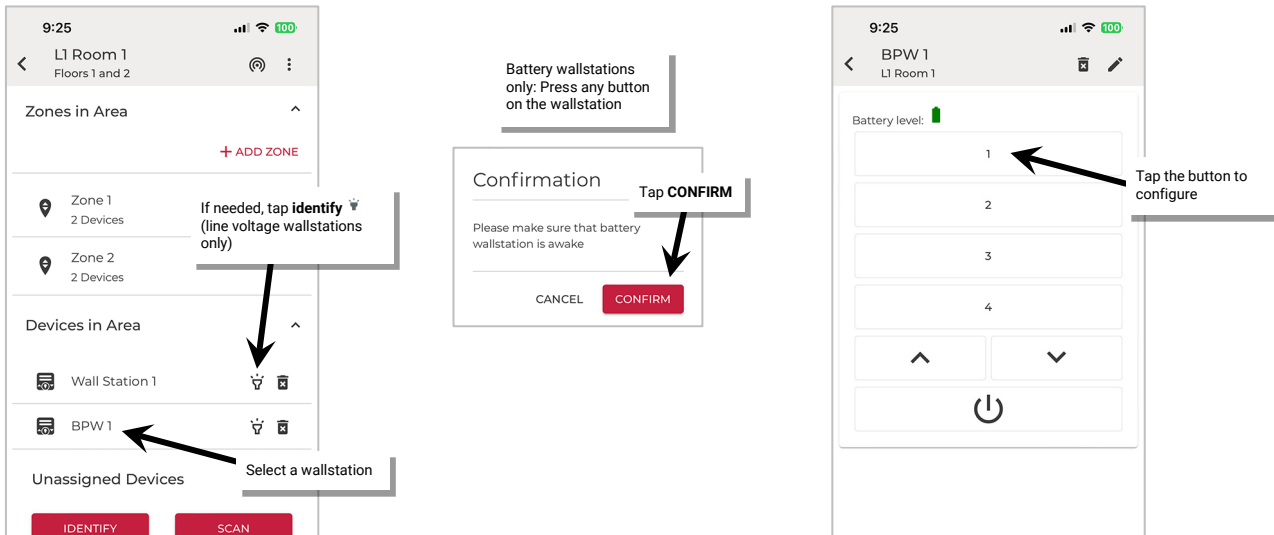 9:25
100
L1 Room 1
Floors 1 and 2
Zones in Area
+ ADD ZONE
Zone 1
2 Devices
Zone 2
2 Devices
If needed, tap identify
(line voltage wallstations
only)
Devices in Area
Wall Station 1
BPW 1
Select a wallstation
Unassigned Devices
IDENTIFY
SCAN
Battery wallstations
only: Press any button
on the wallstation
Confirmation
Tap CONFIRM
Please make sure that battery
wallstation is awake
CANCEL
CONFIRM
9:25
100
BPW 1
L1 Room 1
Battery level:
1
2
3
4
Tap the button to
configure